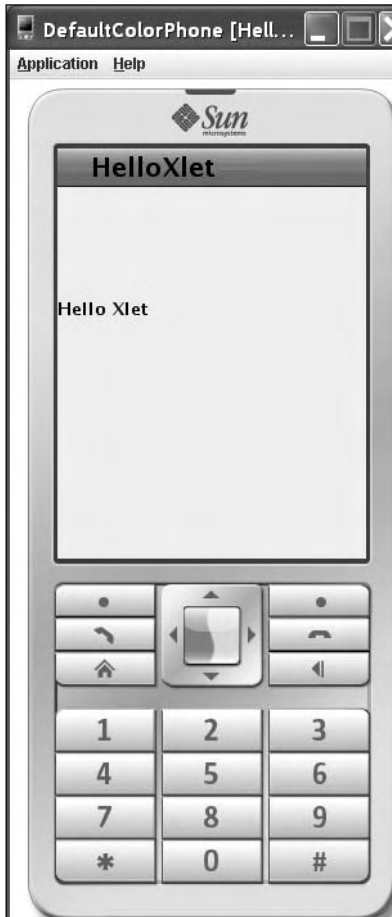 DefaultColorPhone [Hell...
Application Help
Sun
microsystems
HelloXlet
Hello Xlet
1 2 3
4 5 6
7 8 9
* 0 #